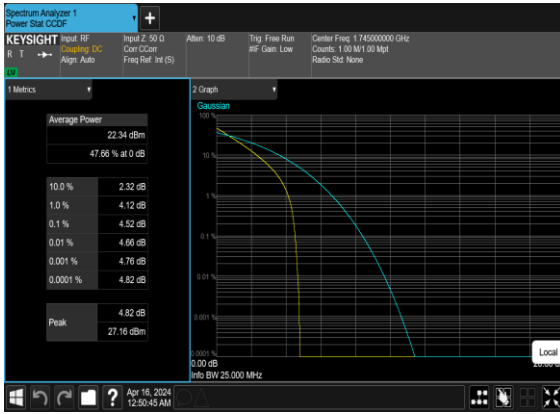 Spectrum Analyzer 1
Power Stat CCDF
+
KEYSIGHT
R T
LW
Input: RF
Coupling: DC
Align: Auto
Input Z: 50 Ω
Corr CCorr
Freq Ref: Int (S)
Atten: 10 dB
Trig: Free Run
#IF Gain: Low
Center Freq: 1.745000000 GHz
Counts: 1.00 M/1.00 Mpt
Radio Std: None
1 Metrics
Average Power
22.34 dBm
47.66 % at 0 dB
10.0 % 2.32 dB
1.0 % 4.12 dB
0.1 % 4.52 dB
0.01 % 4.66 dB
0.001 % 4.76 dB
0.0001 % 4.82 dB
Peak
4.82 dB
27.16 dBm
2 Graph
Gaussian
100 %
10 %
1 %
0.1 %
0.01 %
0.001 %
0.0001 %
0.00 dB
Info BW 25.000 MHz
Local
?
Apr 16, 2024
12:50:45 AM